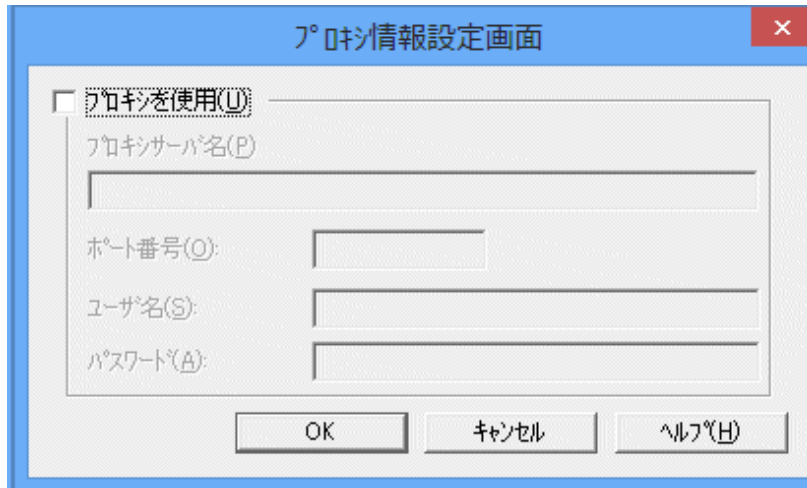 プロキシ情報設定画面
プロキシを使用(U)
プロキシサーバ名(P)
ポート番号(O):
ユーザ名(S):
パスワード(A):
OK キャンセル ヘルプ(H)